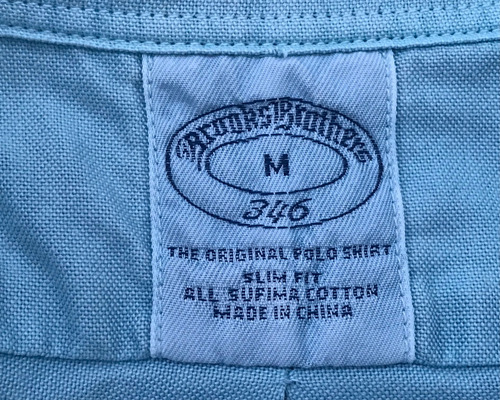 Brooks Brothers
M
346
THE ORIGINAL POLO SHIRT
SLIM FIT
ALL SUPIMA COTTON
MADE IN CHINA